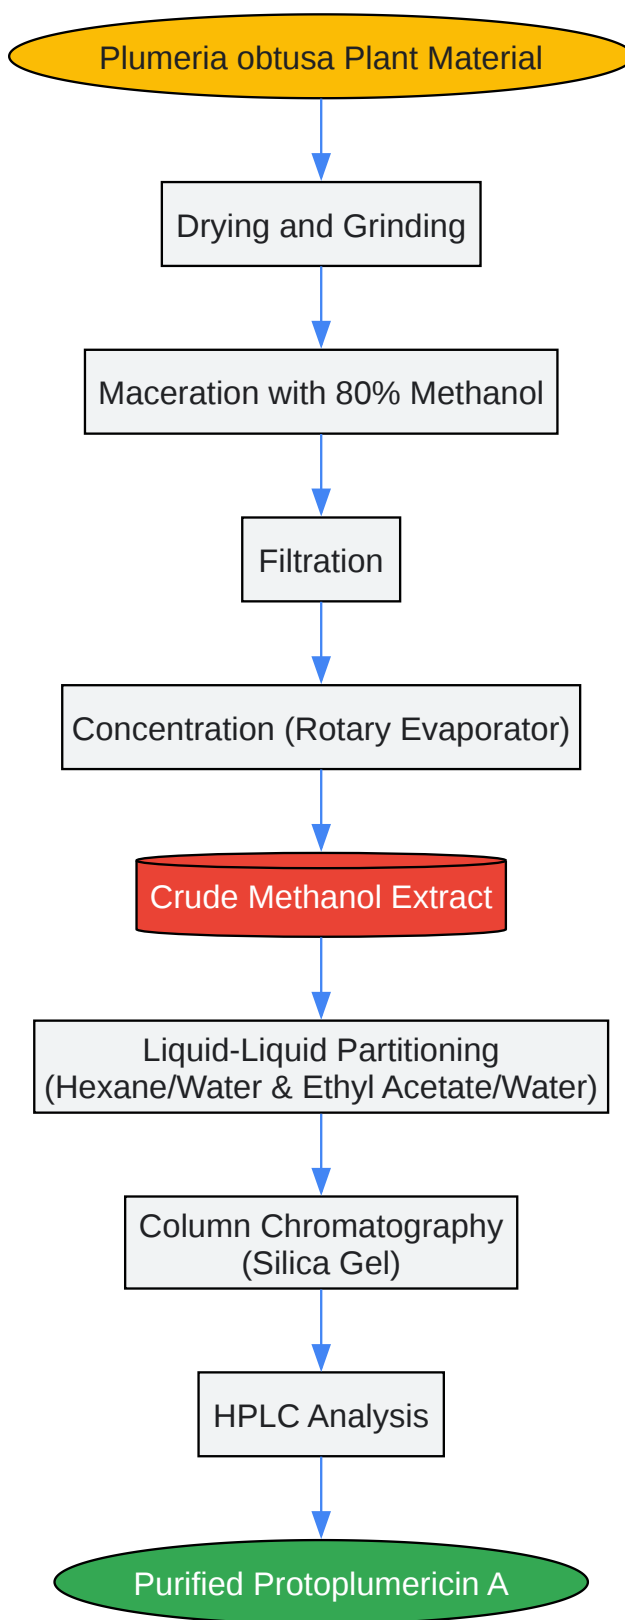 Plumeria obtusa Plant Material
Drying and Grinding
Maceration with 80% Methanol
Filtration
Concentration (Rotary Evaporator)
Crude Methanol Extract
Liquid-Liquid Partitioning
(Hexane/Water & Ethyl Acetate/Water)
Column Chromatography
(Silica Gel)
HPLC Analysis
Purified Protoplumericin A